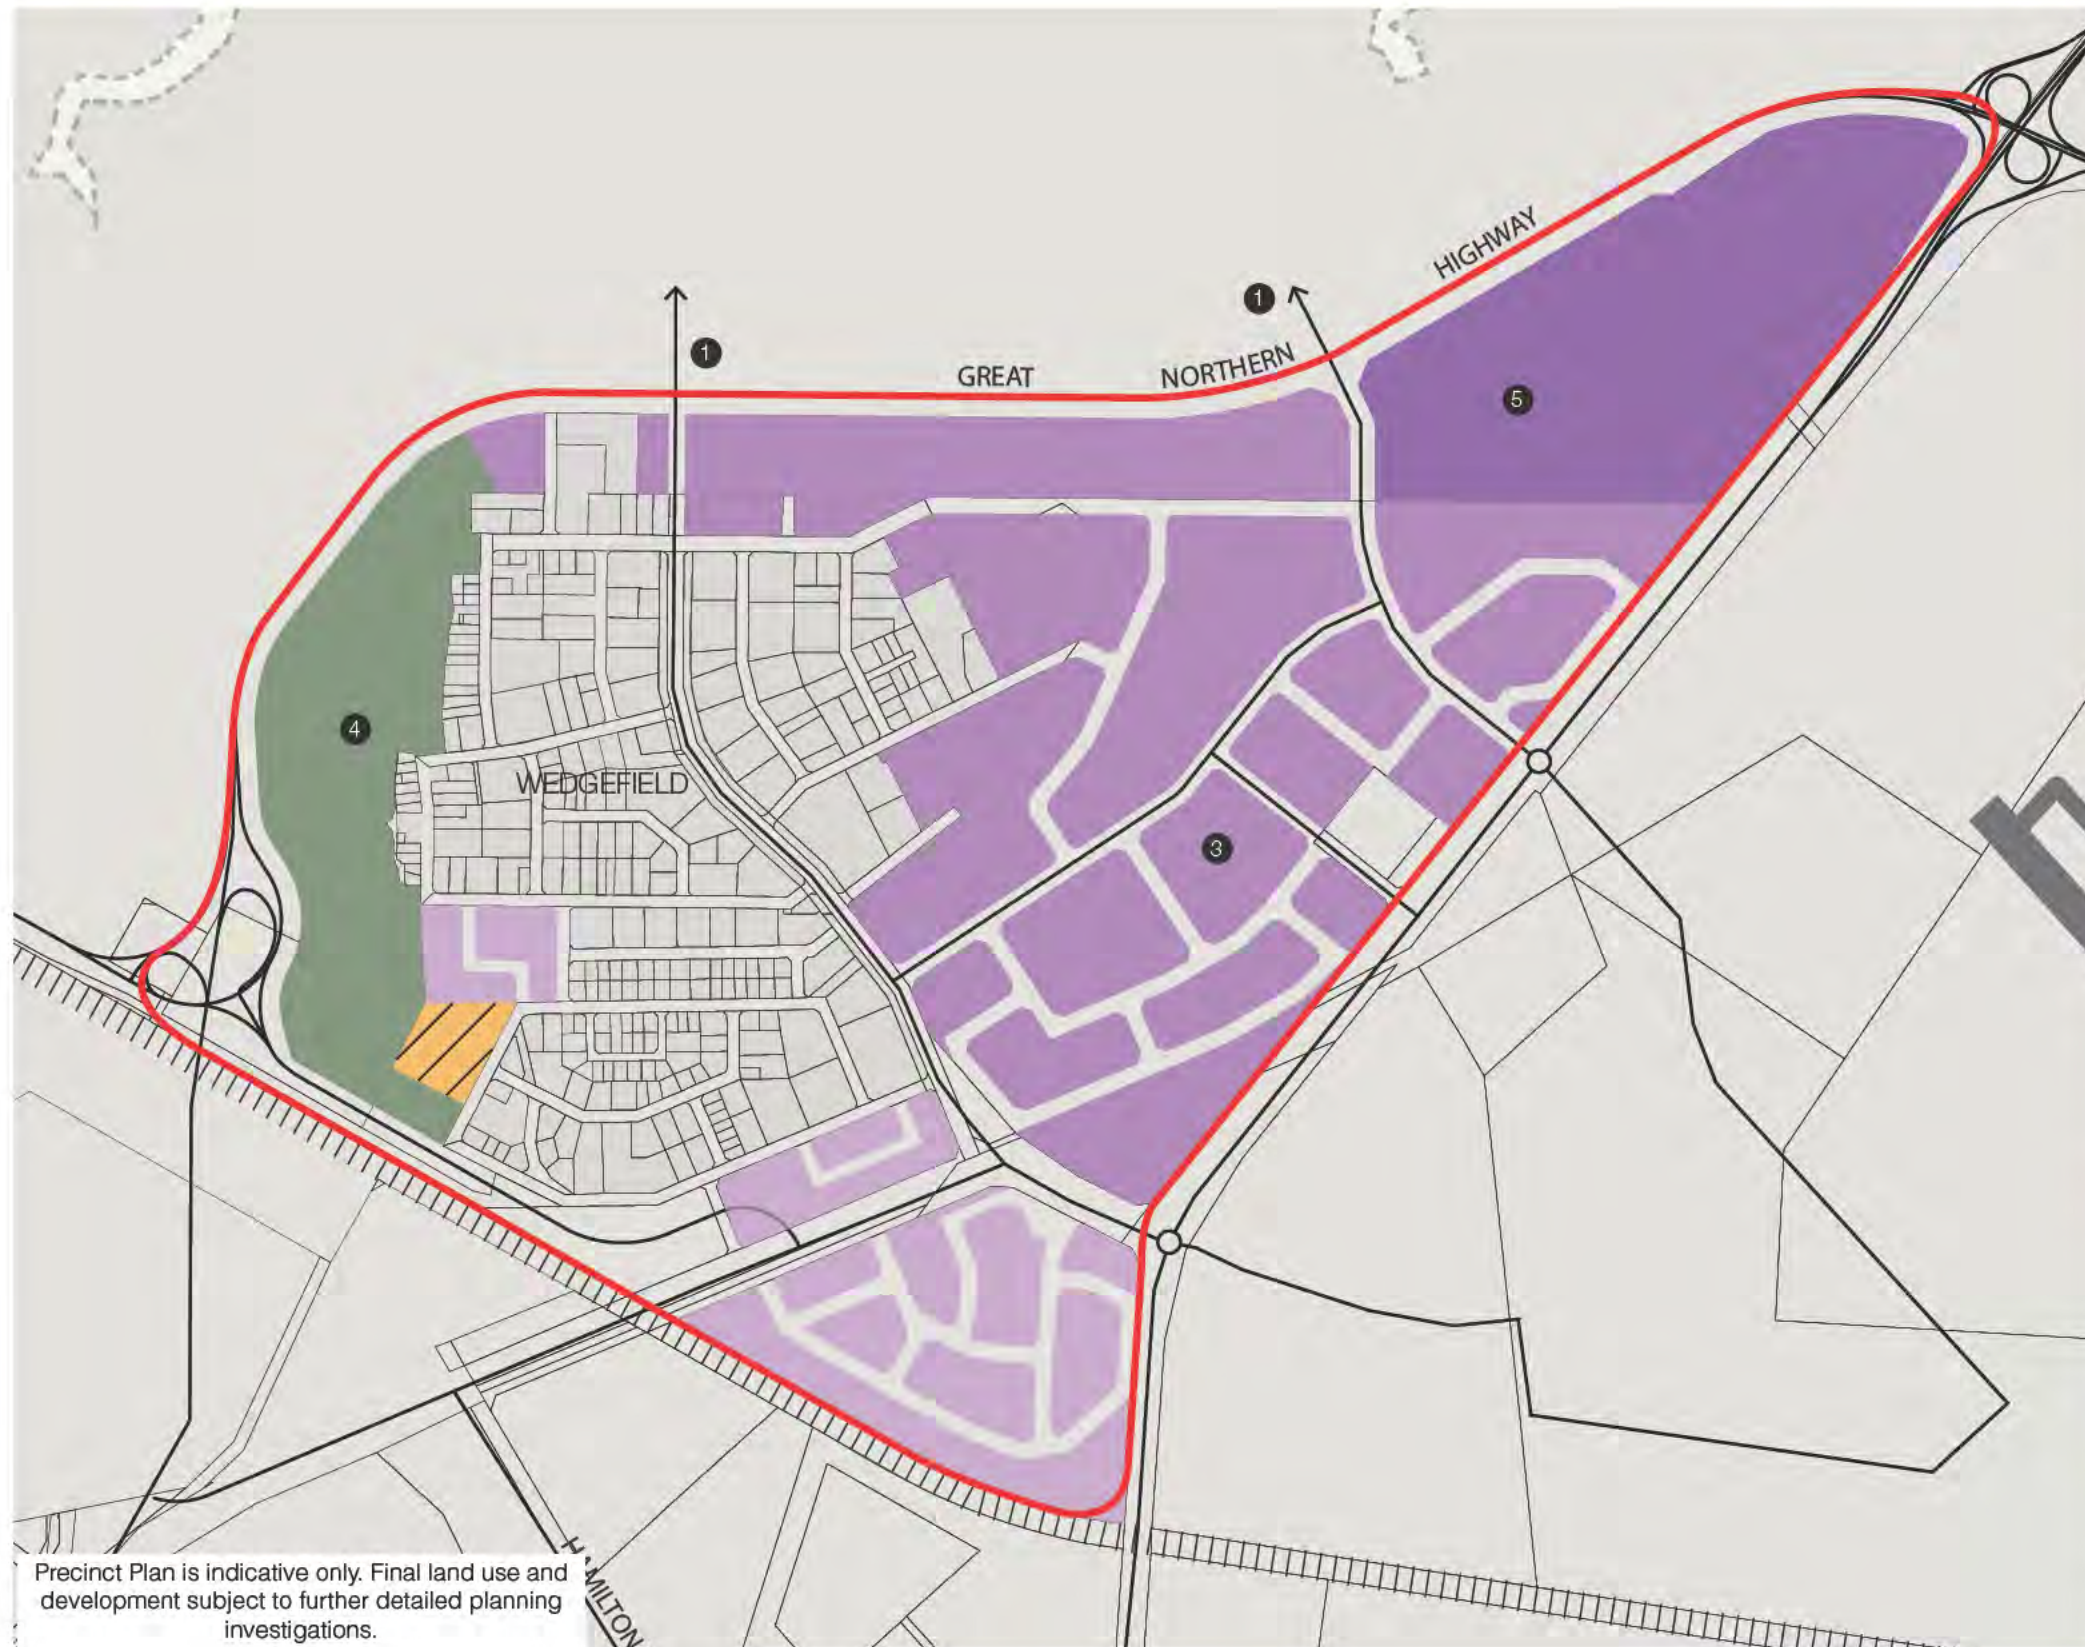 HIGHWAY
1
1
GREAT
NORTHERN
5
4
WEDGEFIELD
3
HAMILTON
Precinct Plan is indicative only. Final land use and
development subject to further detailed planning
investigations.